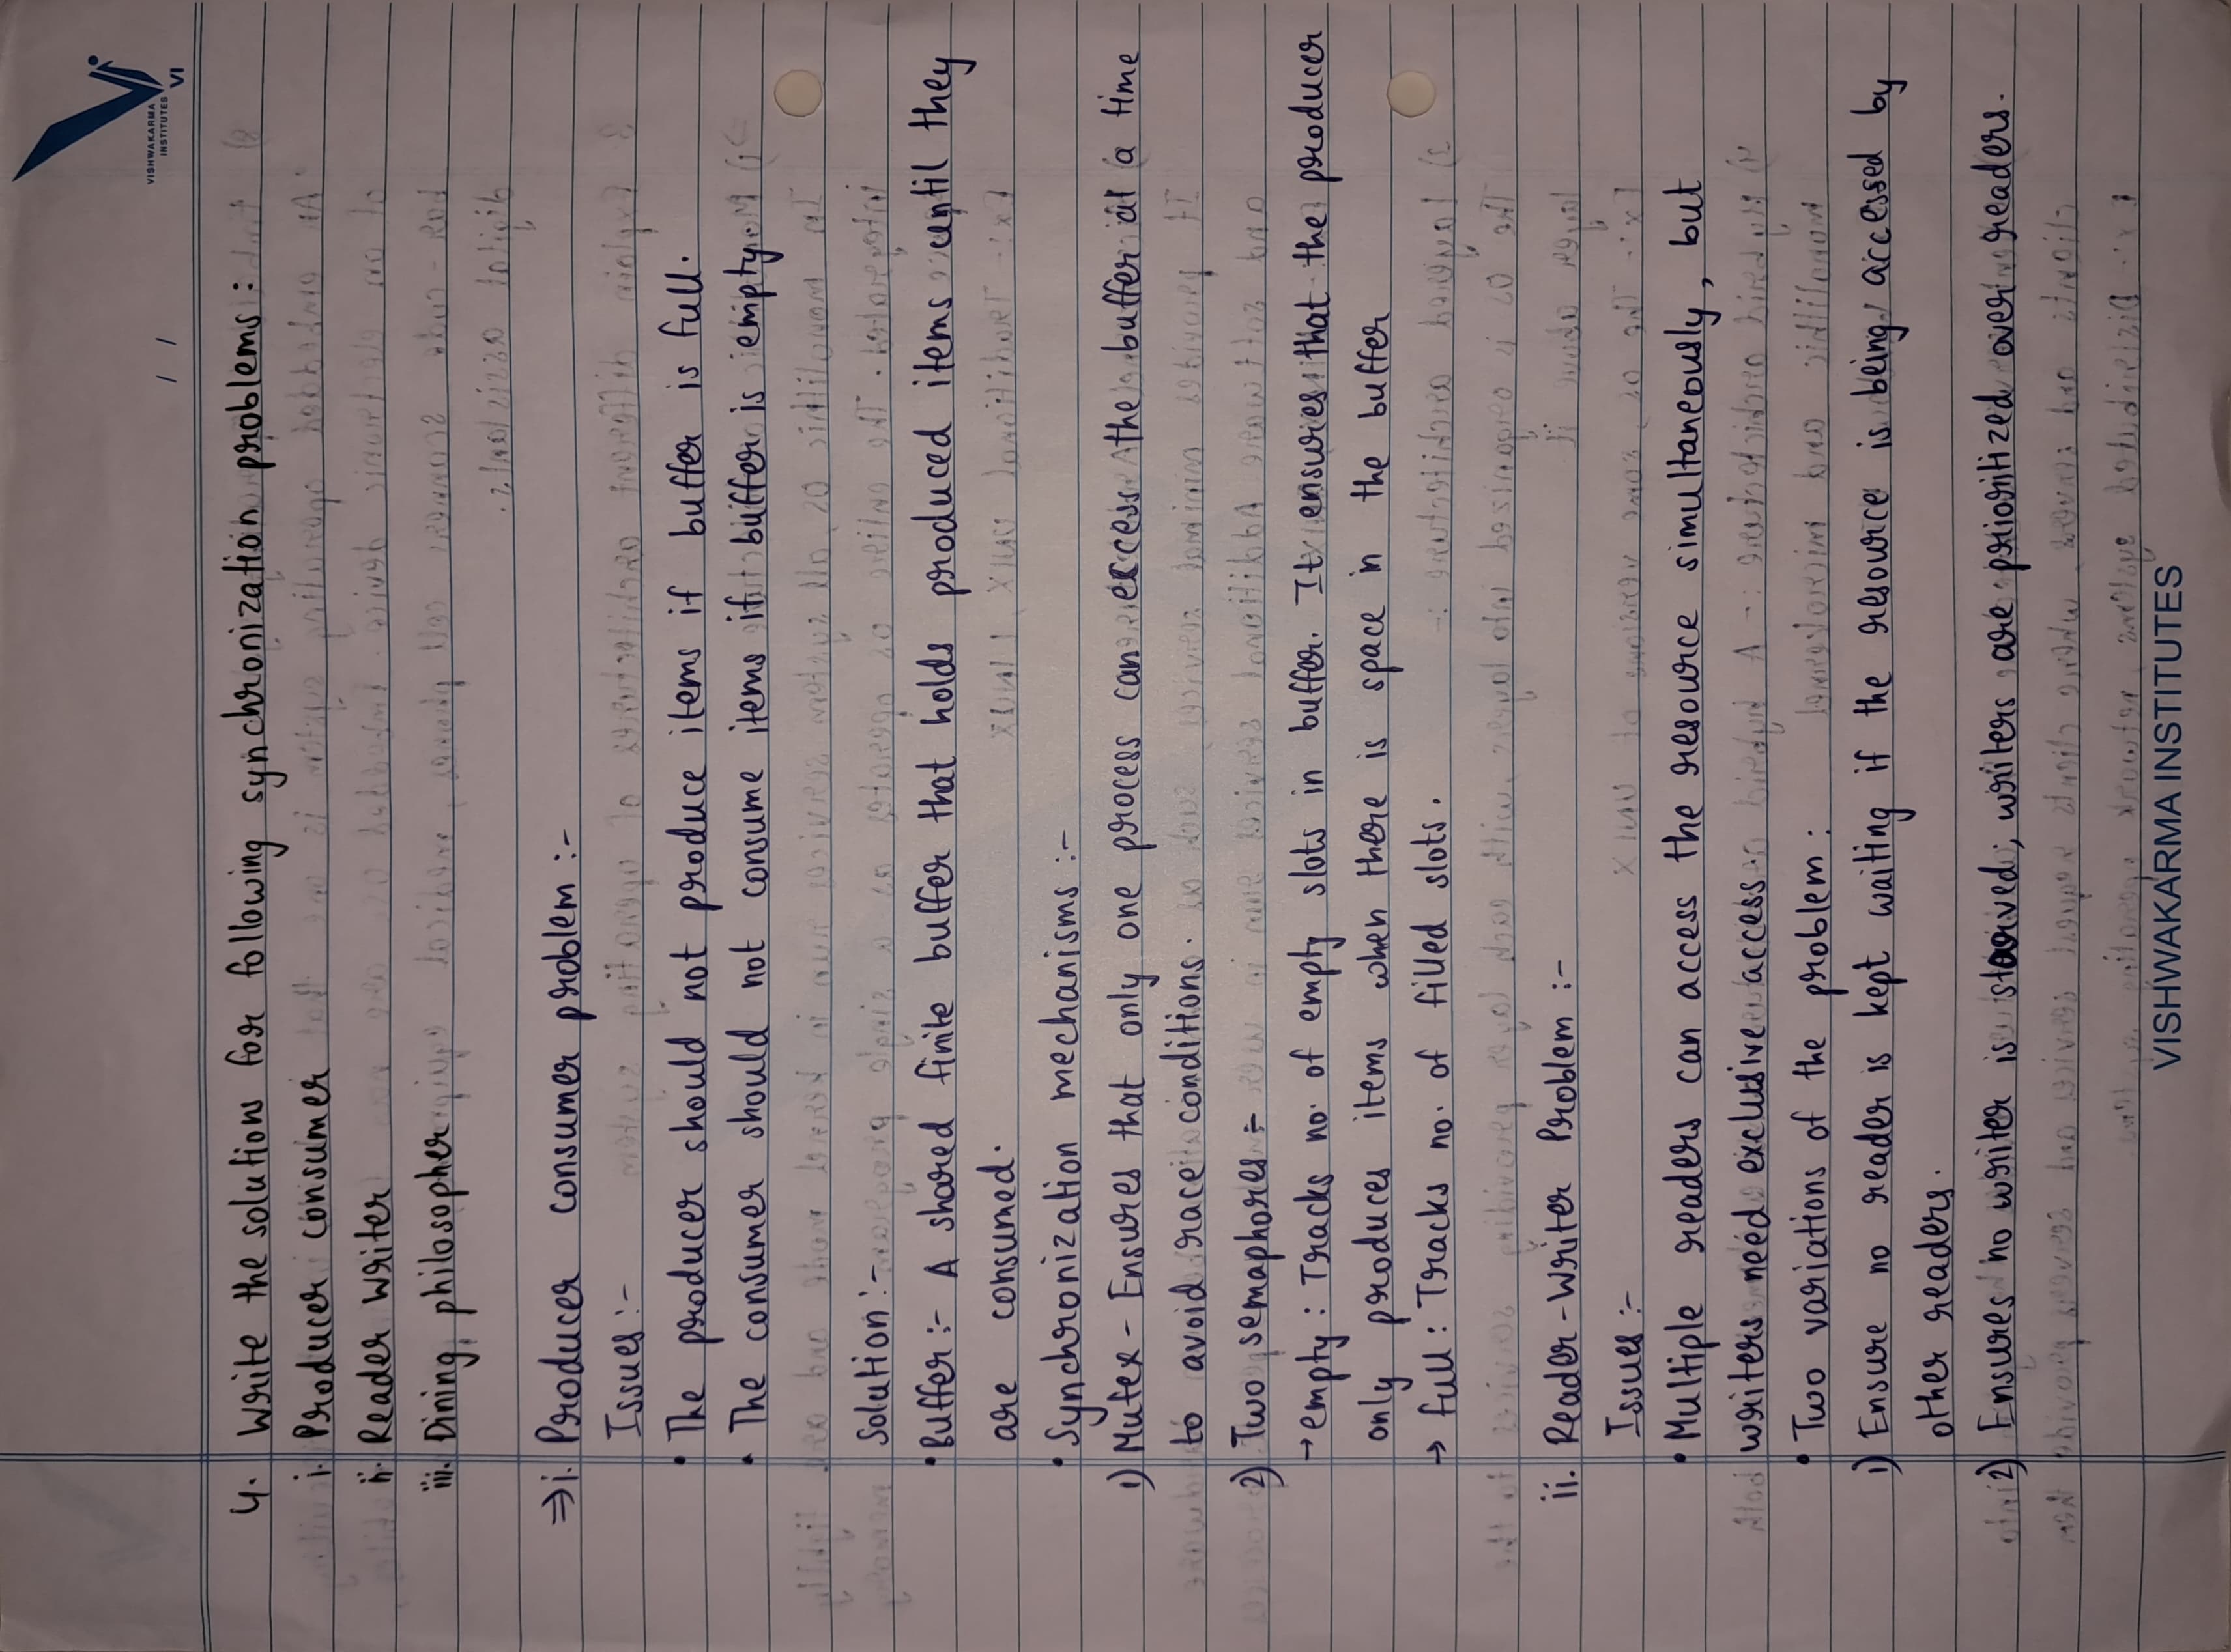 VISHWAKARMA
INSTITUTES
VI
/ /
4. Write the solutions for following synchronization problems :
i. Producer consumer
ii. Reader writer
iii. Dining philosopher
⇒ i. Producer consumer problem :-
Issues :-
• The producer should not produce items if buffer is full.
• The consumer should not consume items if buffer is empty.
Solution :-
• Buffer :- A shared finite buffer that holds produced items until they
are consumed.
• Synchronization mechanisms :-
1) Mutex - Ensures that only one process can excess the buffer at a time
to avoid race conditions.
2) Two semaphores :-
→ empty : Tracks no. of empty slots in buffer. It ensures that the producer
only produces items when there is space in the buffer
→ full : Tracks no. of filled slots.
ii. Reader-Writer Problem :-
Issues :-
• Multiple readers can access the resource simultaneously, but
writers need exclusive access.
• Two variations of the problem :
1) Ensure no reader is kept waiting if the resource is being accessed by
other readers.
2) Ensures no writer is starved; writers are prioritized over readers.
VISHWAKARMA INSTITUTES